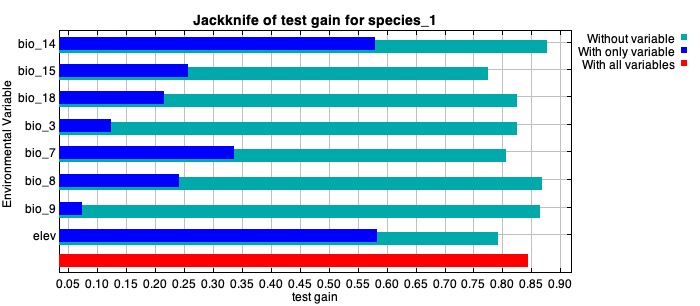 Jackknife of test gain for species_1
Environmental Variable
bio_14
bio_15
bio_18
bio_3
bio_7
bio_8
bio_9
elev
0.05 0.10 0.15 0.20 0.25 0.30 0.35 0.40 0.45 0.50 0.55 0.60 0.65 0.70 0.75 0.80 0.85 0.90
test gain
Without variable
With only variable
With all variables